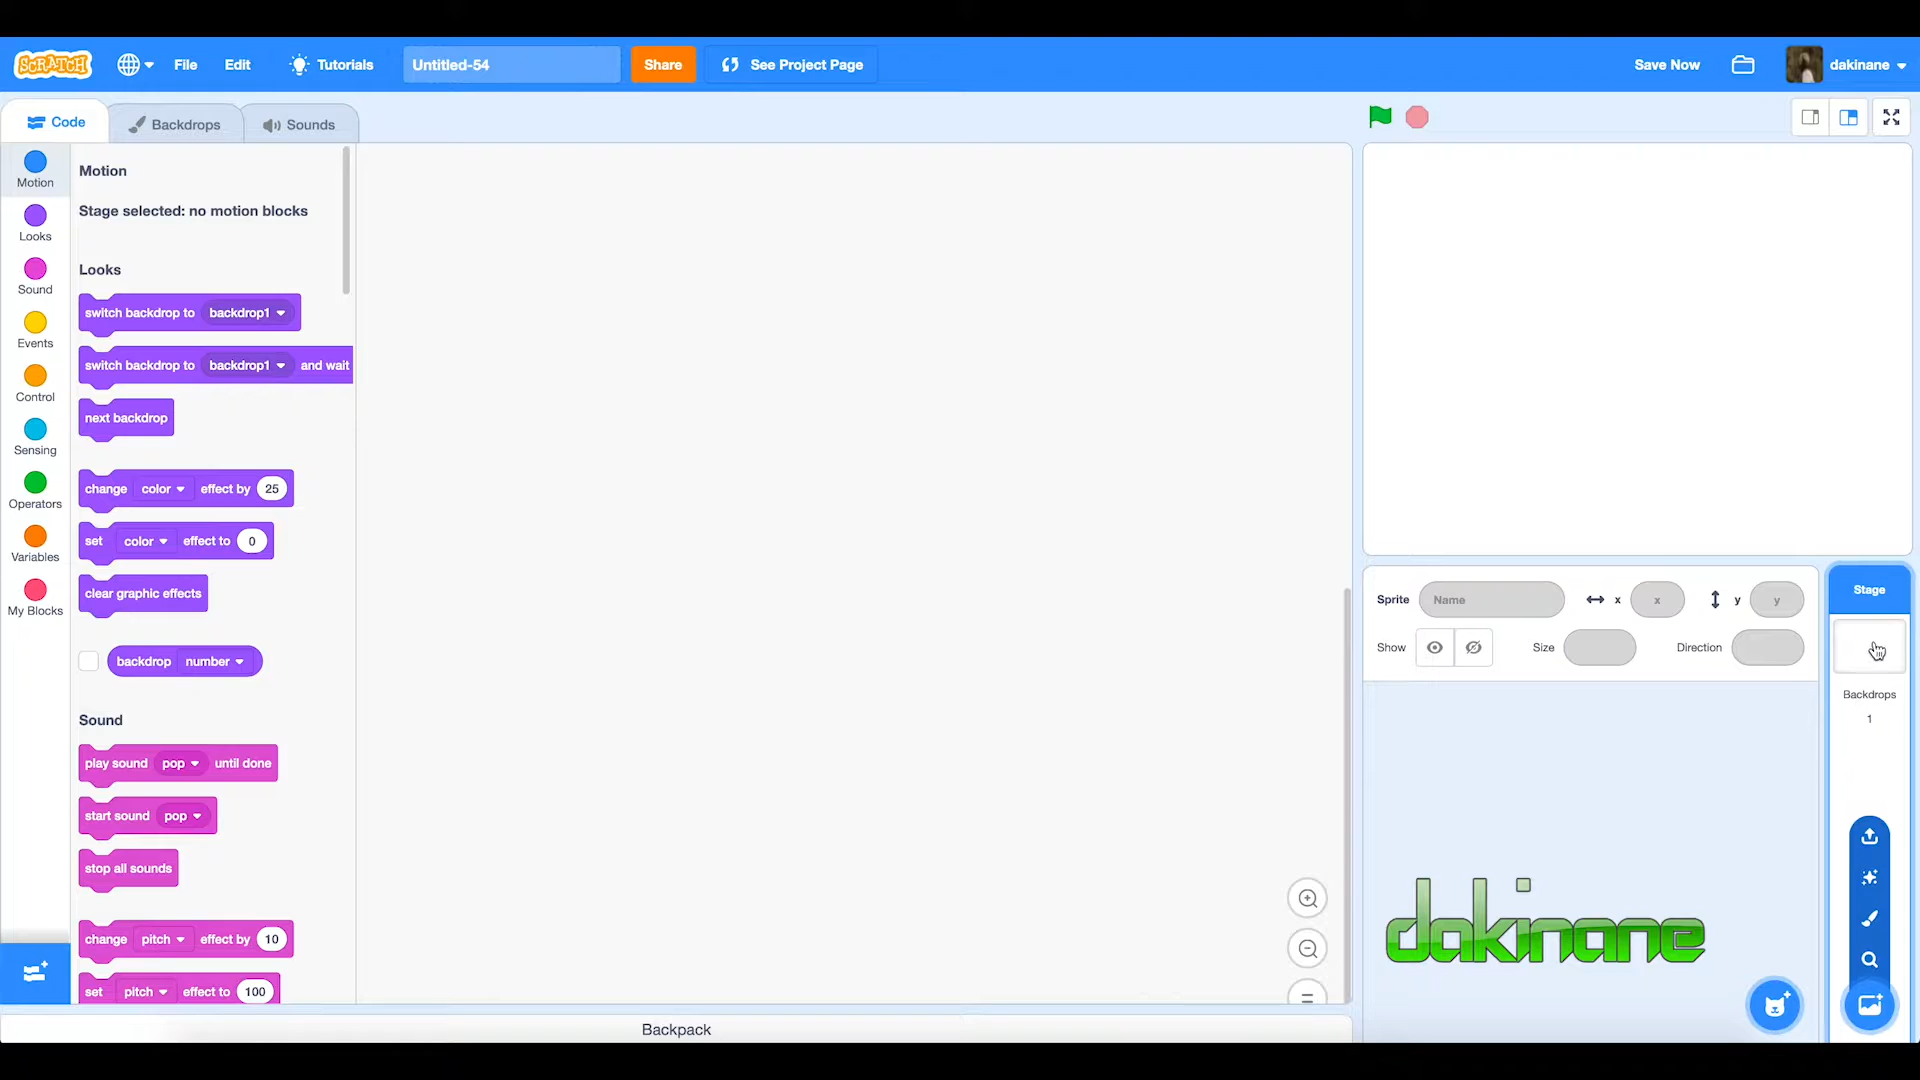 SCRATCH
File
Edit
Tutorials
Untitled-54
Share
See Project Page
Save Now
dakinane
Code
Backdrops
Sounds
Motion
Looks
Sound
Events
Control
Sensing
Operators
Variables
My Blocks
Motion
Stage selected: no motion blocks
Looks
switch backdrop to backdrop1
switch backdrop to backdrop1 and wait
next backdrop
change color effect by 25
set color effect to 0
clear graphic effects
backdrop number
Sound
play sound pop until done
start sound pop
stop all sounds
change pitch effect by 10
set pitch effect to 100
Backpack
Sprite Name x x y y
Show Size Direction
Stage
Backdrops
1
dakinane